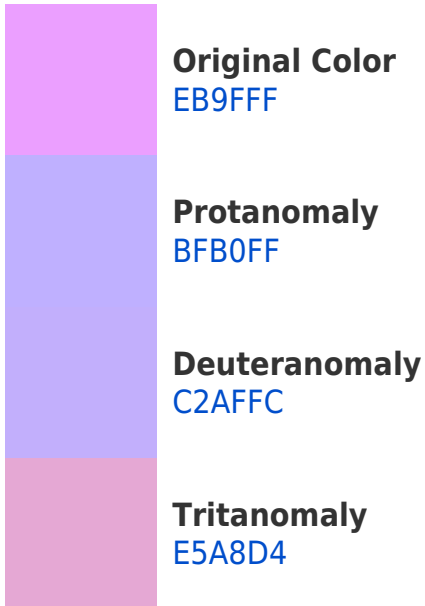 Original Color
EB9FFF
Protanomaly
BFB0FF
Deuteranomaly
C2AFFC
Tritanomaly
E5A8D4